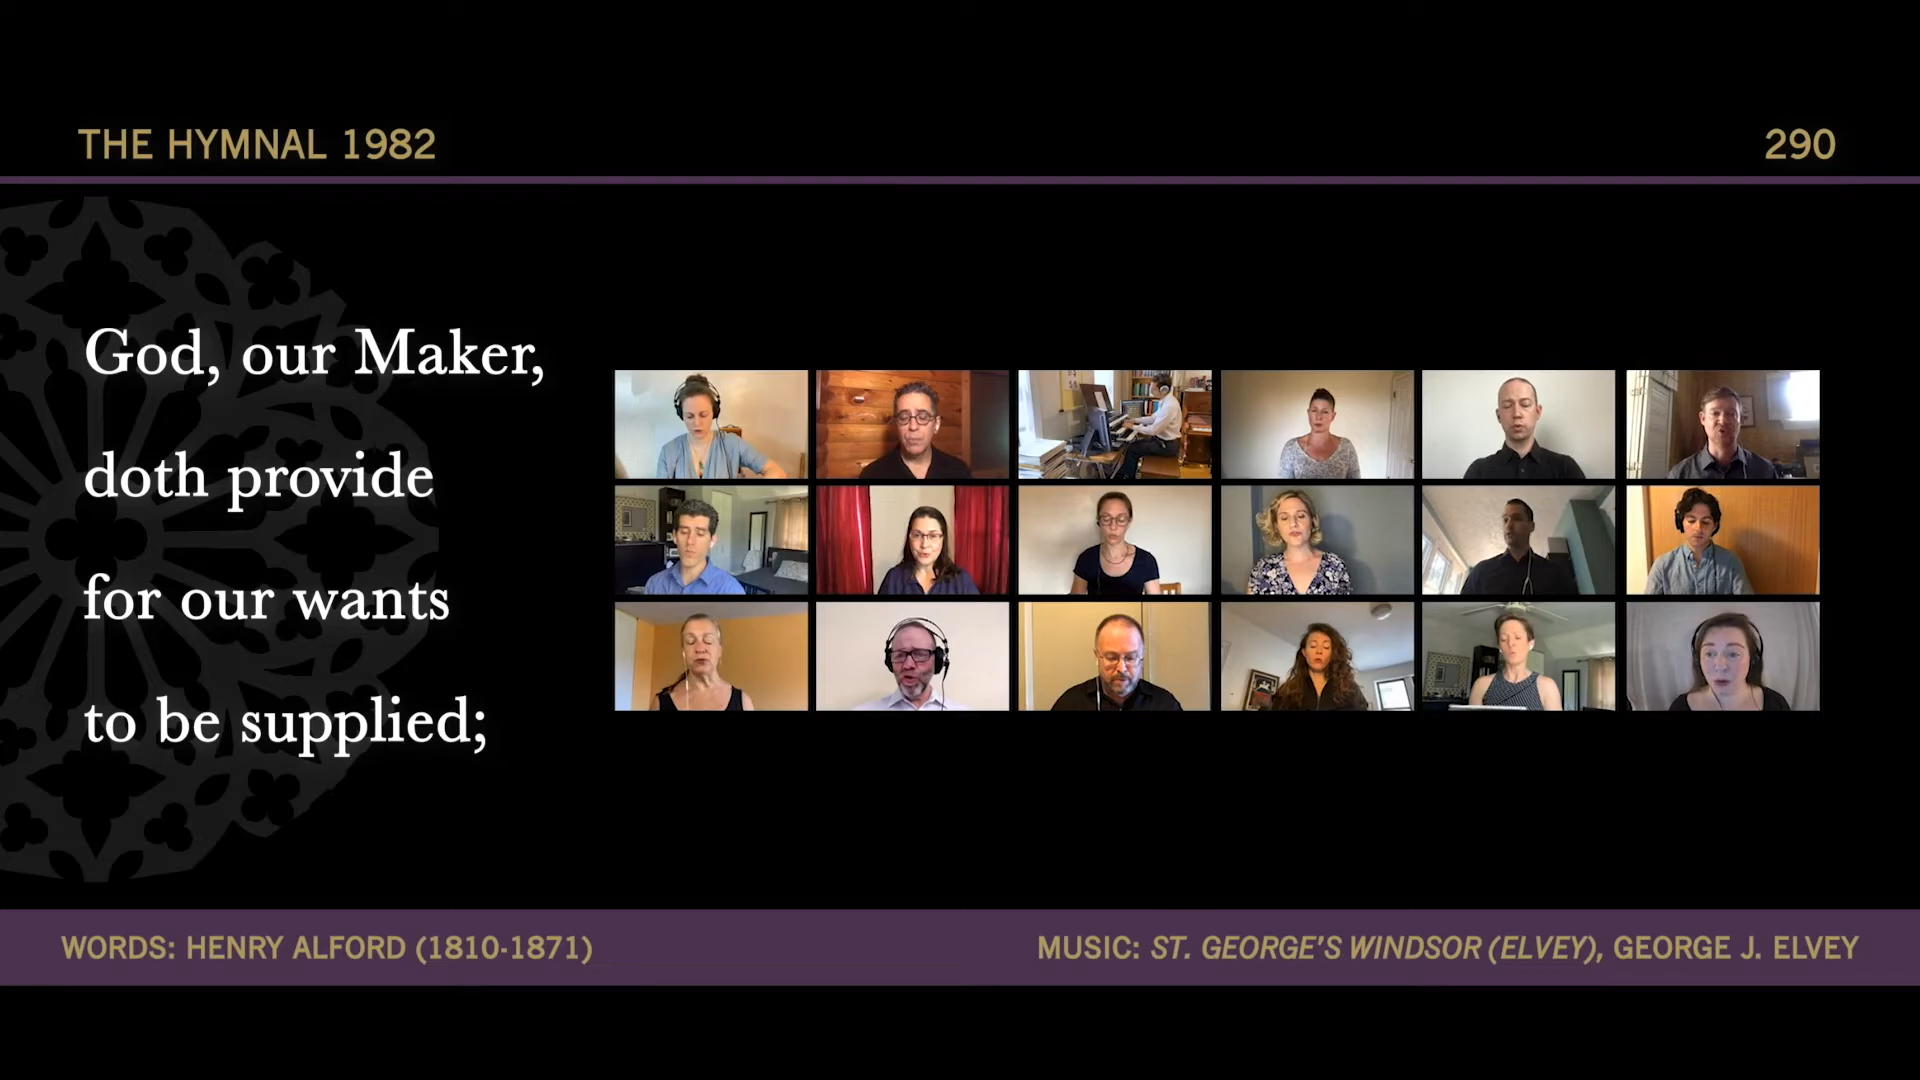 THE HYMNAL 1982
290
God, our Maker,
doth provide
for our wants
to be supplied;
WORDS: HENRY ALFORD (1810-1871)
MUSIC: ST. GEORGE'S WINDSOR (ELVEY), GEORGE J. ELVEY